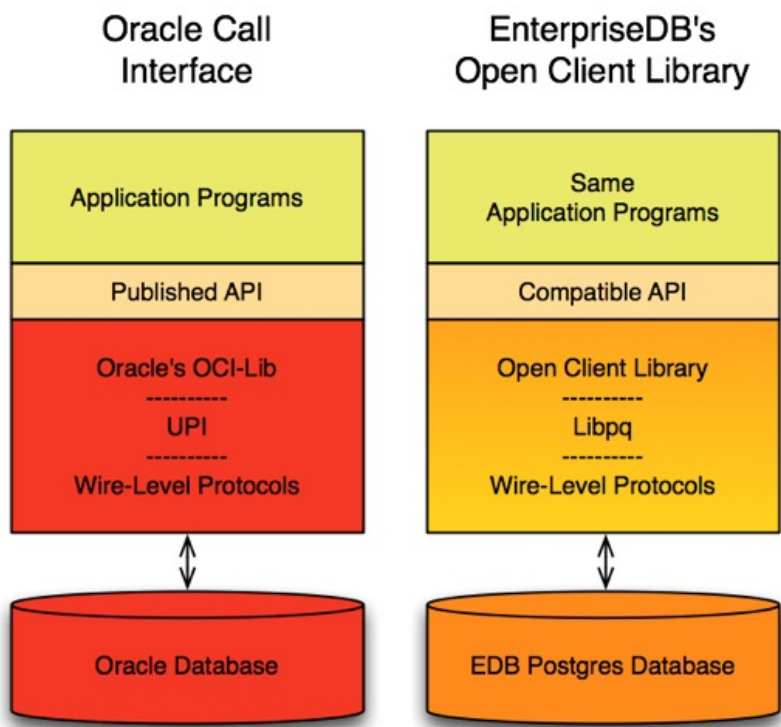 Oracle Call
Interface
Application Programs
Published API
Oracle's OCI-Lib
----------
UPI
----------
Wire-Level Protocols
Oracle Database
EnterpriseDB's
Open Client Library
Same
Application Programs
Compatible API
Open Client Library
----------
Libpq
----------
Wire-Level Protocols
EDB Postgres Database